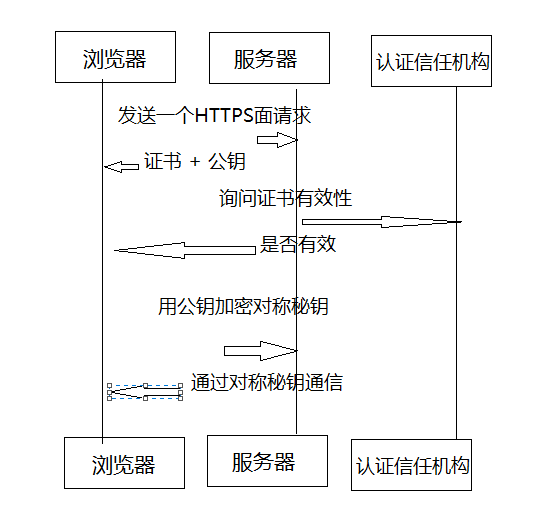 浏览器
服务器
认证信任机构
发送一个HTTPS面请求
证书 + 公钥
询问证书有效性
是否有效
用公钥加密对称秘钥
通过对称秘钥通信
浏览器
服务器
认证信任机构